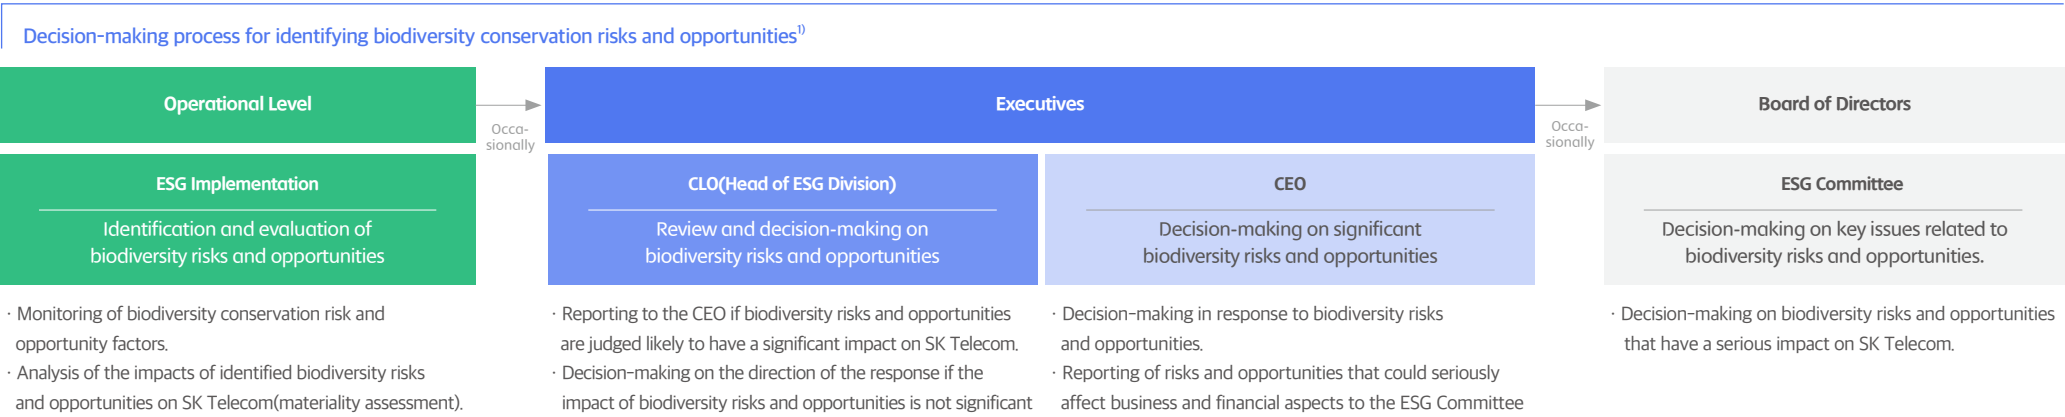 Decision-making process for identifying biodiversity conservation risks and opportunities1)
Operational Level
Occa-
sionally
Executives
Occa-
sionally
Board of Directors
ESG Implementation
Identification and evaluation of
biodiversity risks and opportunities
· Monitoring of biodiversity conservation risk and
opportunity factors.
· Analysis of the impacts of identified biodiversity risks
and opportunities on SK Telecom(materiality assessment).
CLO(Head of ESG Division)
Review and decision-making on
biodiversity risks and opportunities
· Reporting to the CEO if biodiversity risks and opportunities
are judged likely to have a significant impact on SK Telecom.
· Decision-making on the direction of the response if the
impact of biodiversity risks and opportunities is not significant
CEO
Decision-making on significant
biodiversity risks and opportunities
· Decision-making in response to biodiversity risks
and opportunities.
· Reporting of risks and opportunities that could seriously
affect business and financial aspects to the ESG Committee
ESG Committee
Decision-making on key issues related to
biodiversity risks and opportunities.
· Decision-making on biodiversity risks and opportunities
that have a serious impact on SK Telecom.